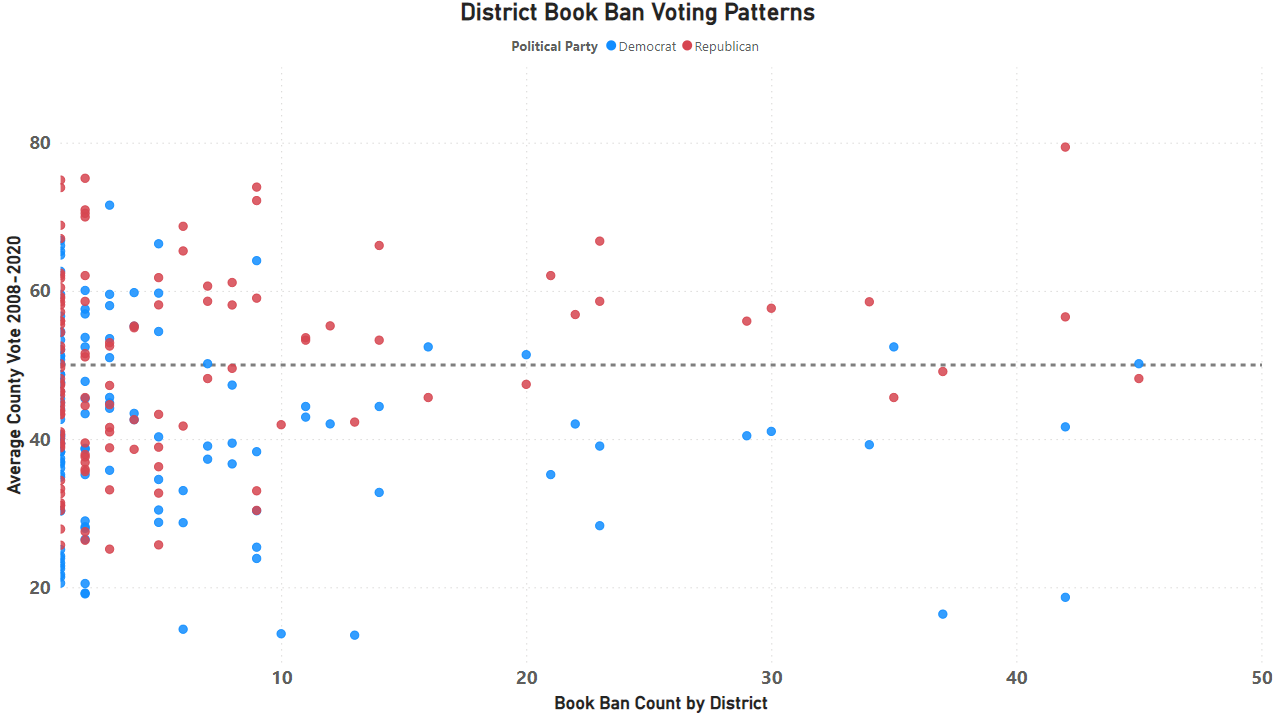 District Book Ban Voting Patterns
Political Party Democrat Republican
Average County Vote 2008-2020
80
60
40
20
10 20 30 40 50
Book Ban Count by District